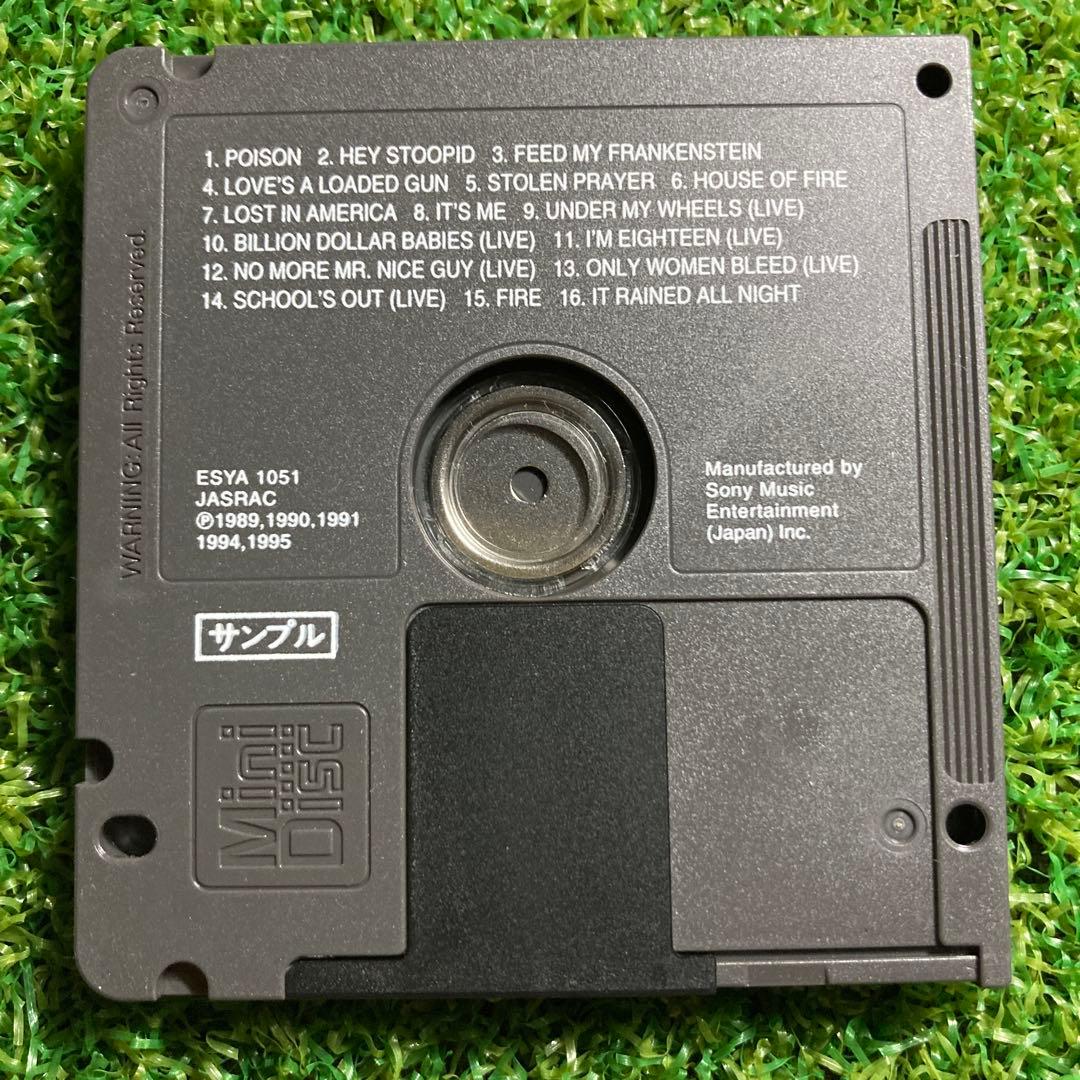 1. POISON 2. HEY STOOPID 3. FEED MY FRANKENSTEIN
4. LOVE'S A LOADED GUN 5. STOLEN PRAYER 6. HOUSE OF FIRE
7. LOST IN AMERICA 8. IT'S ME 9. UNDER MY WHEELS (LIVE)
10. BILLION DOLLAR BABIES (LIVE) 11. I'M EIGHTEEN (LIVE)
12. NO MORE MR. NICE GUY (LIVE) 13. ONLY WOMEN BLEED (LIVE)
14. SCHOOL'S OUT (LIVE) 15. FIRE 16. IT RAINED ALL NIGHT
WARNING: All Rights Reserved.
ESYA 1051
JASRAC
℗1989,1990,1991
1994,1995
Manufactured by
Sony Music
Entertainment
(Japan) Inc.
サンプル
Mini
Disc